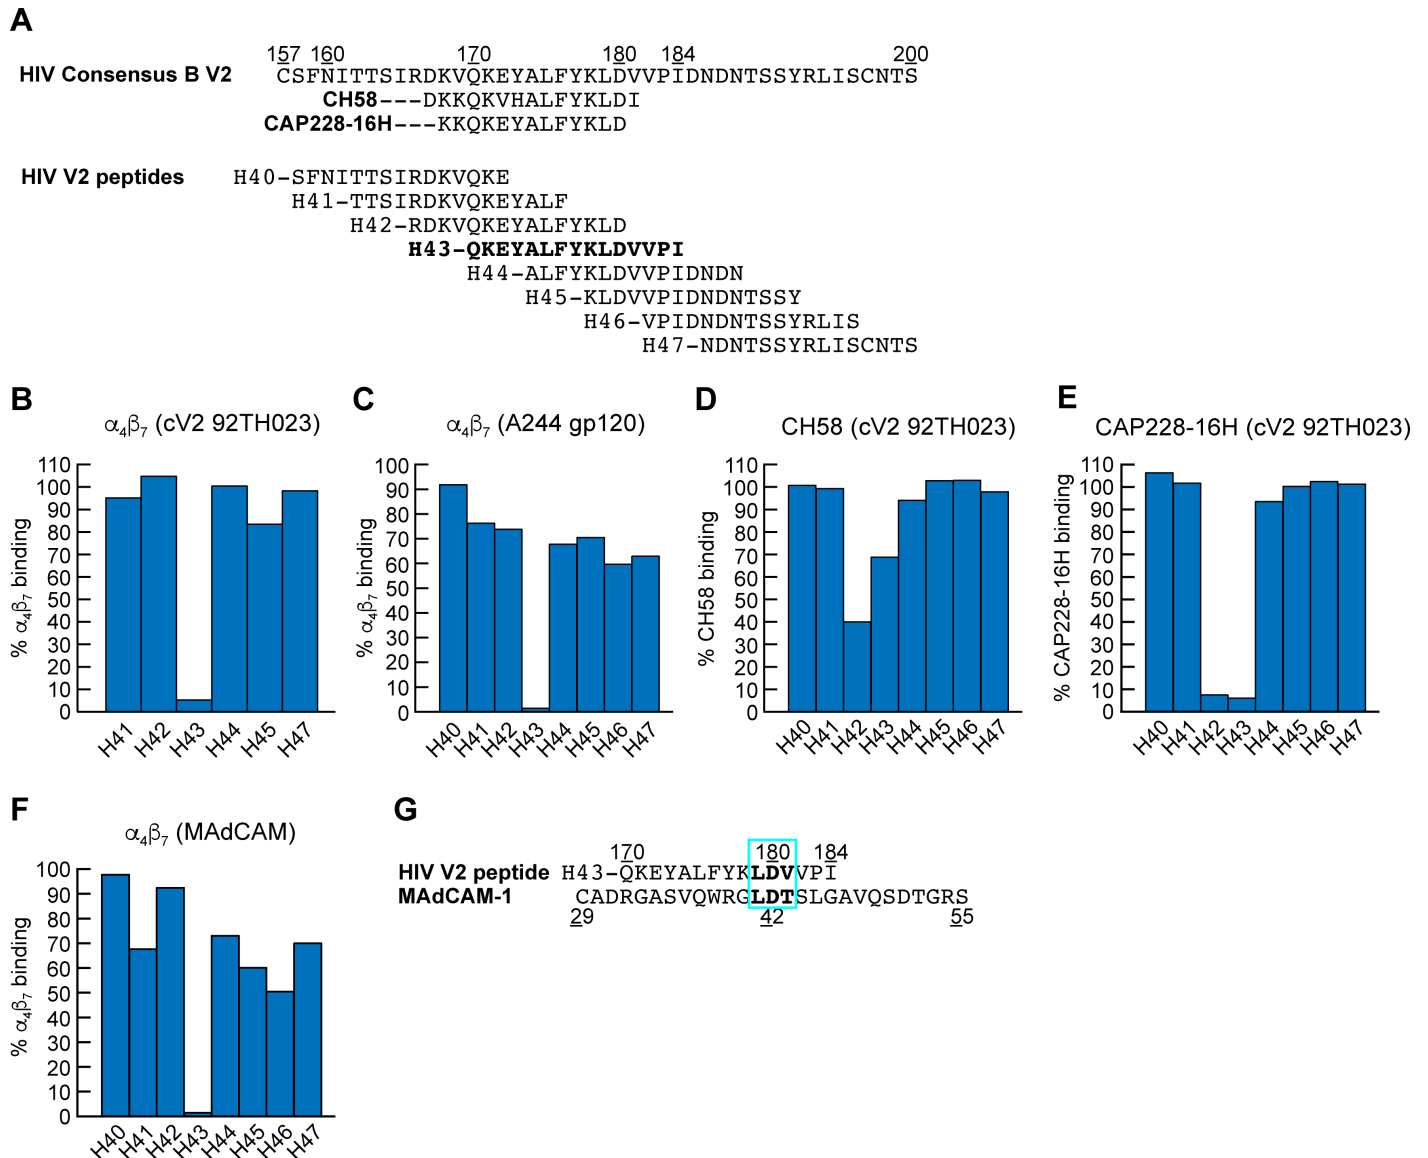 A
157 160 170 180 184 200
HIV Consensus B V2 CSFNITTSIRDKVQKEYALFYKLDVVPIDNDNTSSYRLISCNTS
CH58---DKKQKVHALFYKLDI
CAP228-16H---KKQKEYALFYKLD
HIV V2 peptides H40-SFNITTSIRDKVQKE
H41-TTSIRDKVQKEYALF
H42-RDKVQKEYALFYKLD
H43-QKEYALFYKLDVVPI
H44-ALFYKLDVVPIDNDN
H45-KLDVVPIDNDNTSSY
H46-VPIDNDNTSSYRLIS
H47-NDNTSSYRLISCNTS
B
α4β7 (cV2 92TH023)
% α4β7 binding
110
100
90
80
70
60
50
40
30
20
10
0
H41 H42 H43 H44 H45 H47
C
α4β7 (A244 gp120)
% α4β7 binding
100
90
80
70
60
50
40
30
20
10
0
H40 H41 H42 H43 H44 H45 H46 H47
D
CH58 (cV2 92TH023)
% CH58 binding
110
100
90
80
70
60
50
40
30
20
10
0
H40 H41 H42 H43 H44 H45 H46 H47
E
CAP228-16H (cV2 92TH023)
% CAP228-16H binding
110
100
90
80
70
60
50
40
30
20
10
0
H40 H41 H42 H43 H44 H45 H46 H47
F
α4β7 (MAdCAM)
% α4β7 binding
100
90
80
70
60
50
40
30
20
10
0
H40 H41 H42 H43 H44 H45 H46 H47
G
170 180 184
HIV V2 peptide H43-QKEYALFYKLDVVPI
MAdCAM-1 CADRGASVQWRGLDTSLGAVQSDTGRS
29 42 55